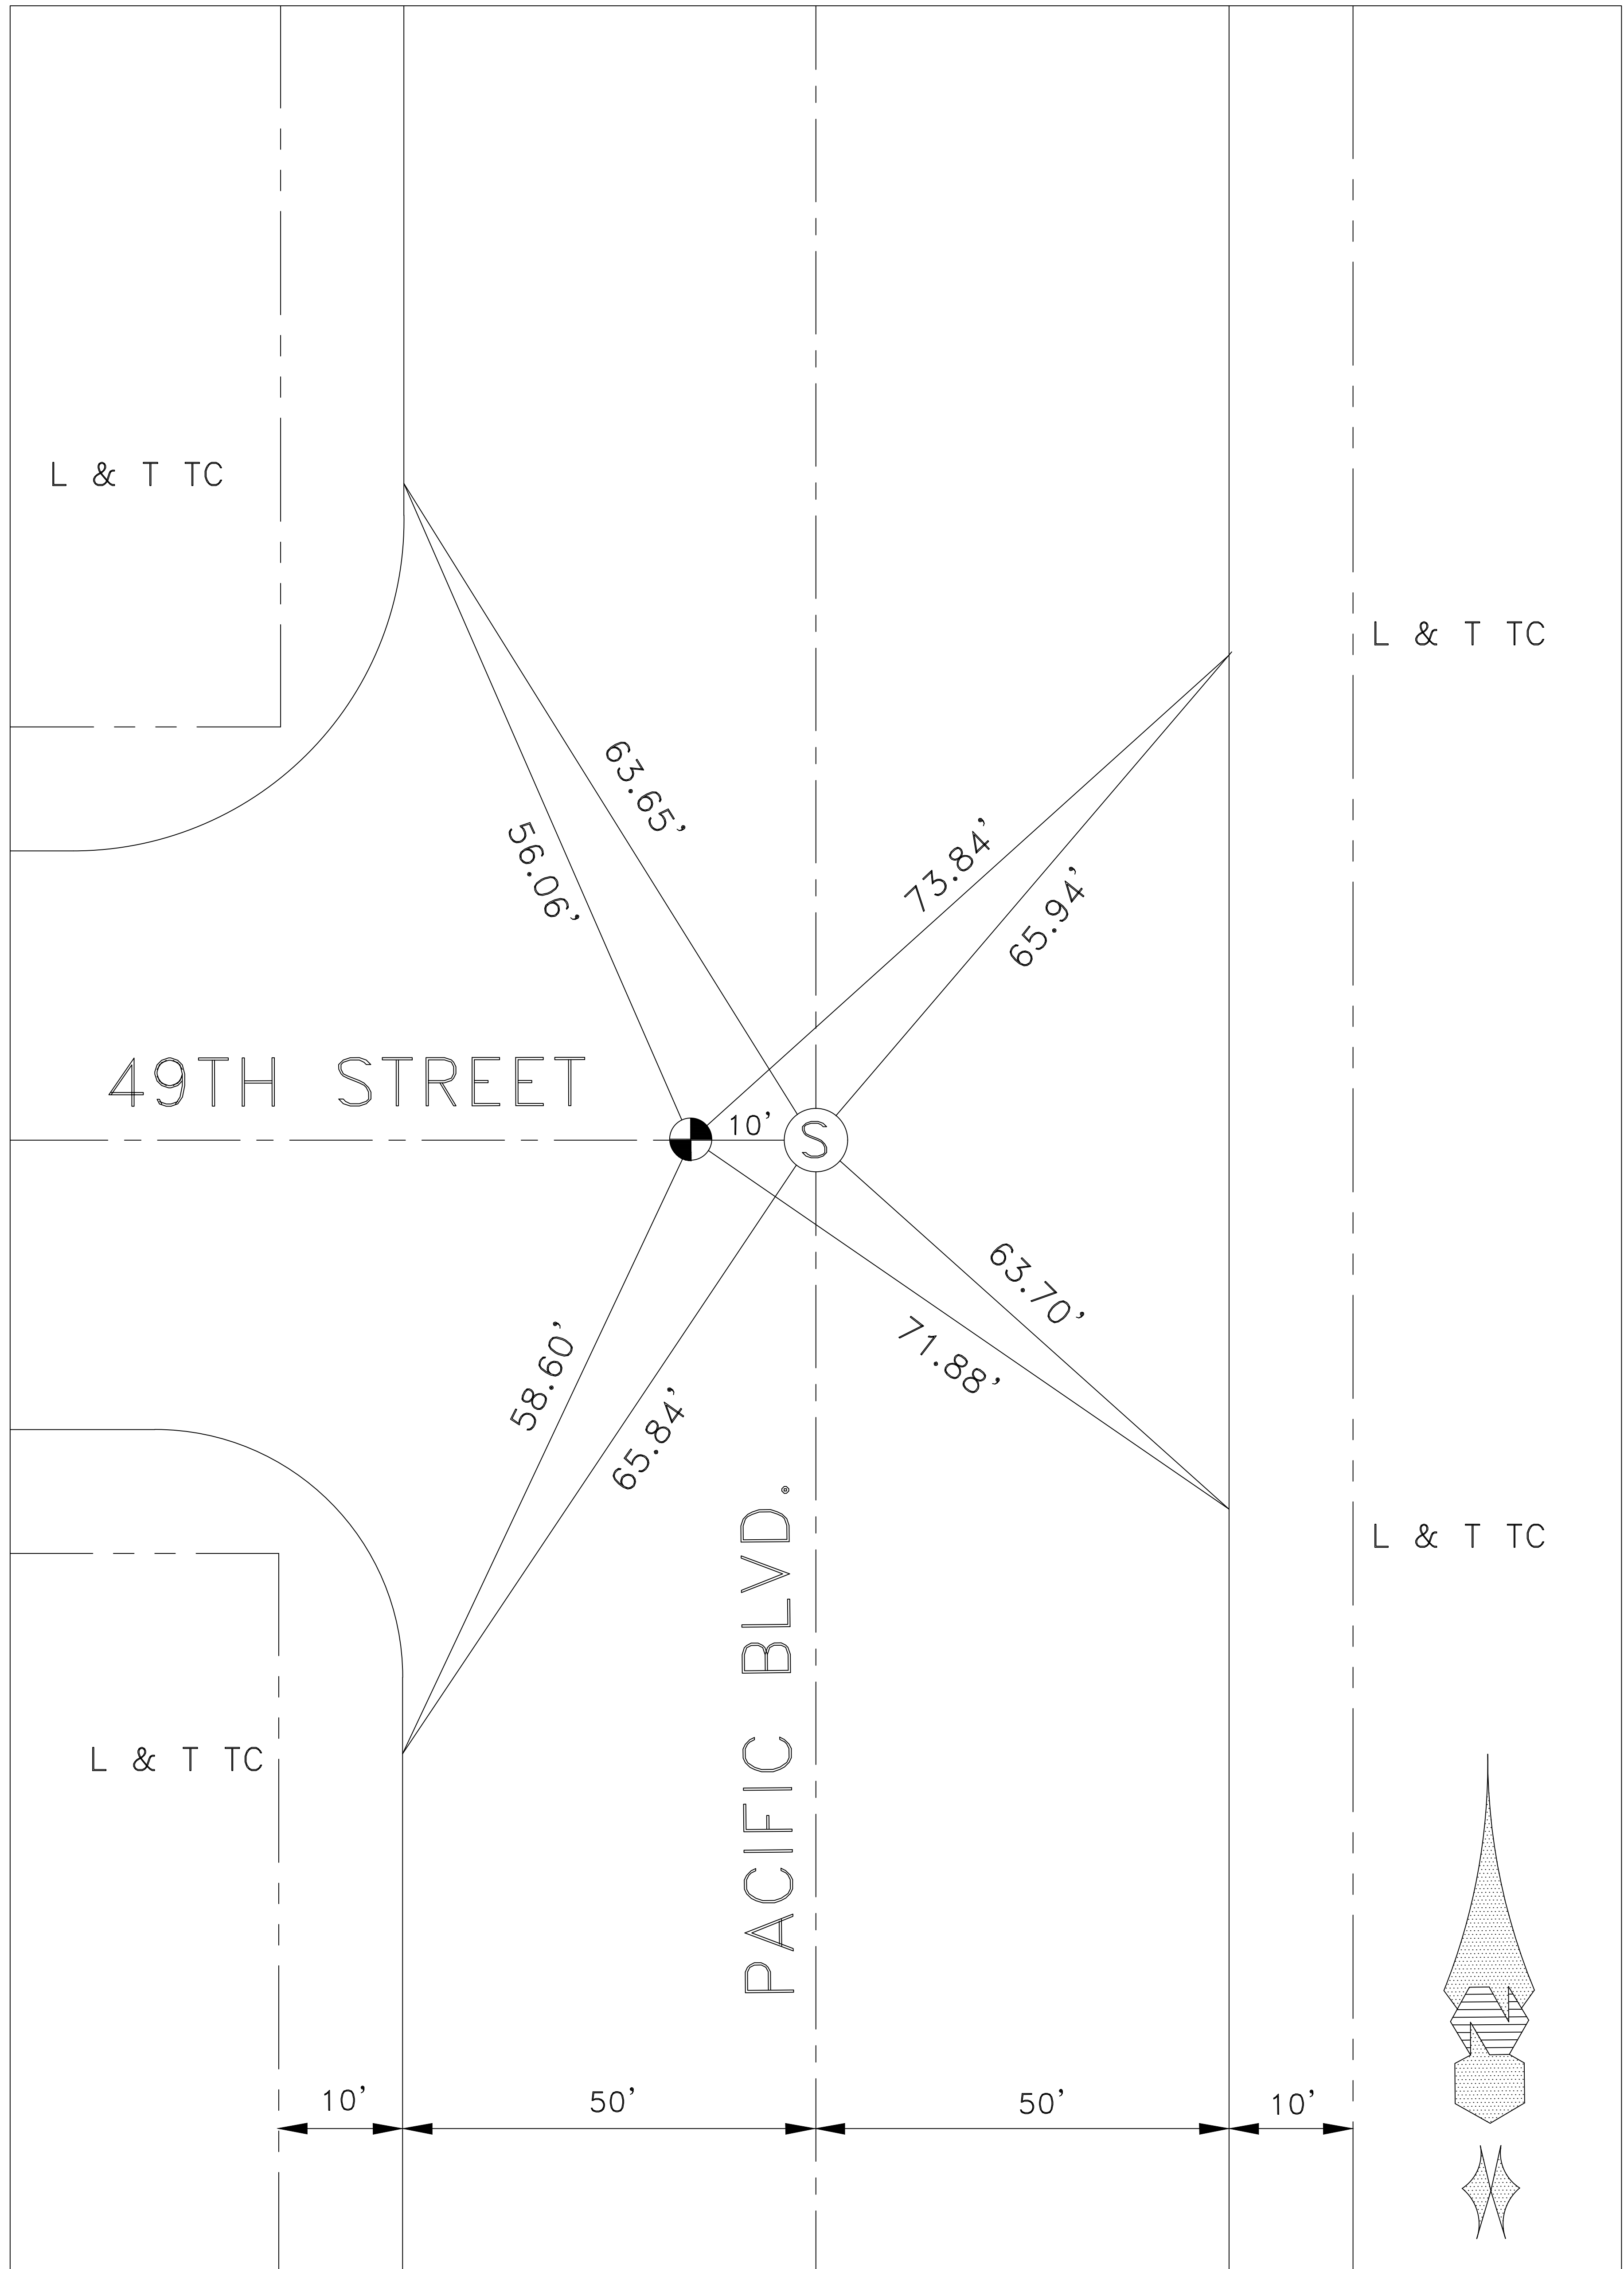 L & T TC
L & T TC
63.65'
56.06'
73.84'
65.94'
49TH STREET
10'
S
63.70'
71.88'
58.60'
65.84'
PACIFIC BLVD.
L & T TC
L & T TC
10'
50'
50'
10'
N